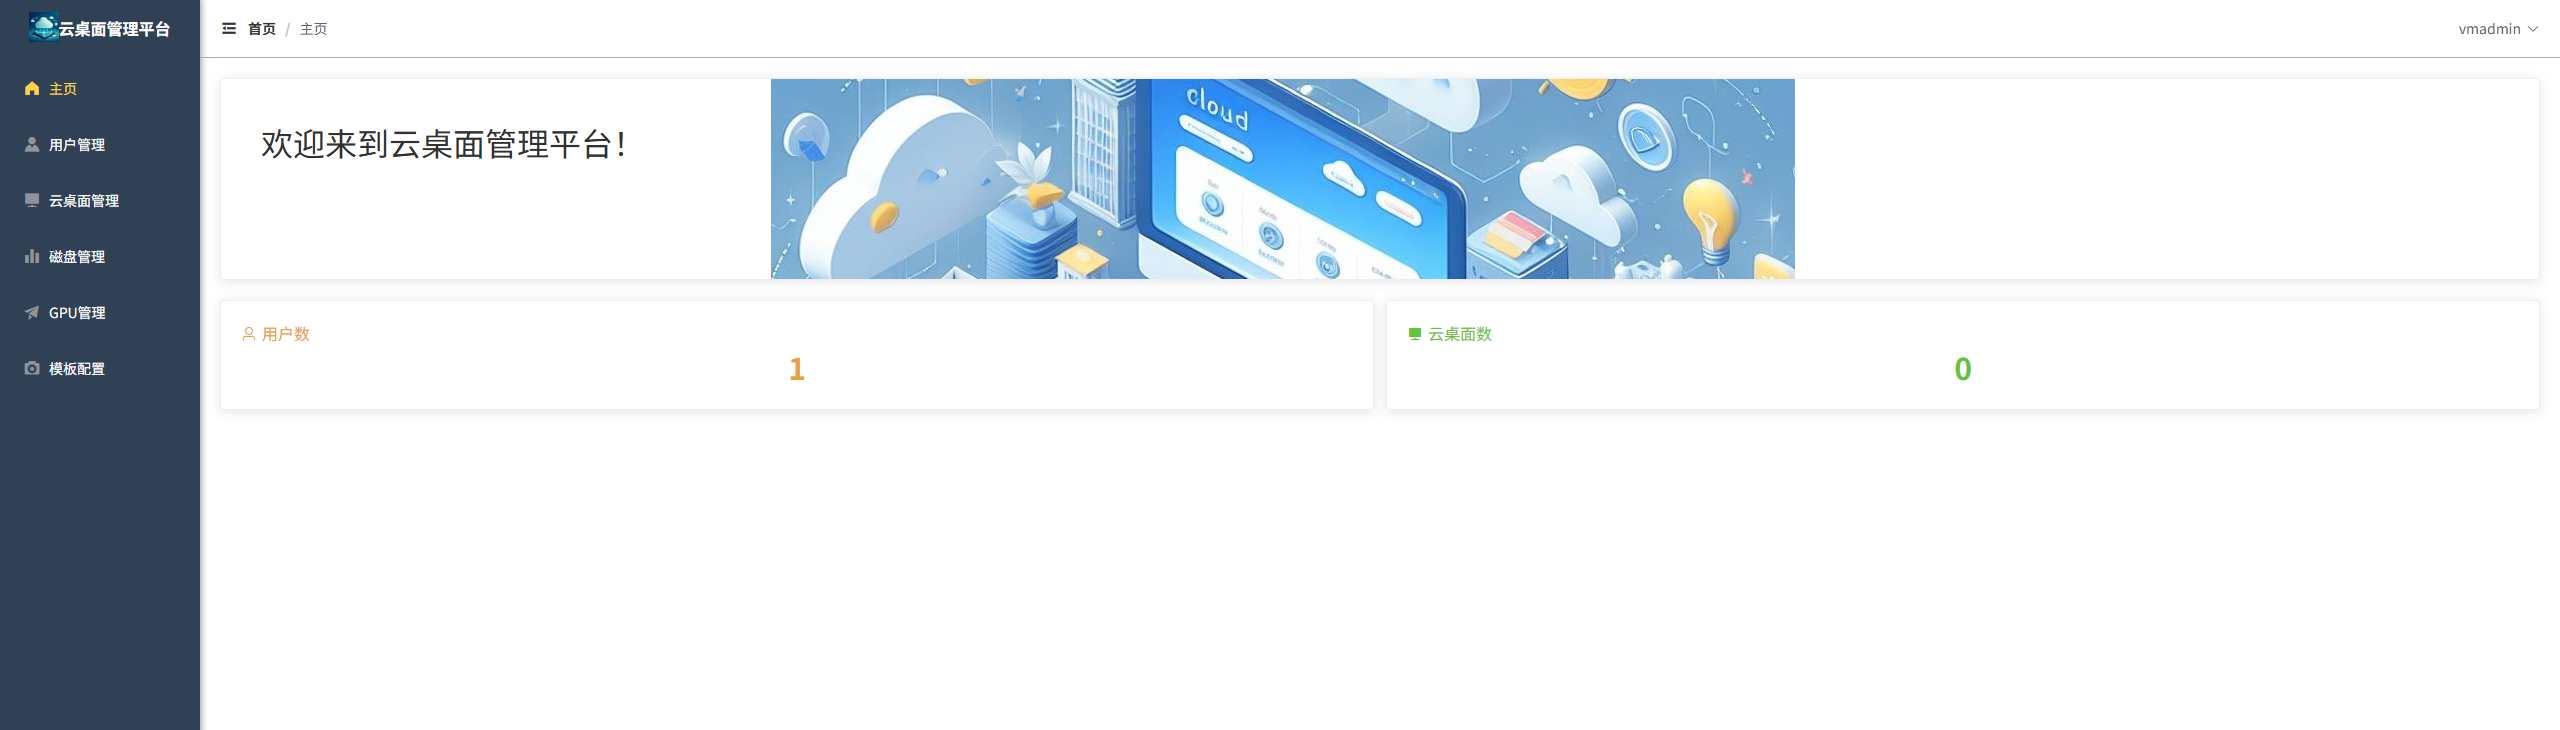 云桌面管理平台
首页 / 主页
vmadmin
主页
用户管理
云桌面管理
磁盘管理
GPU管理
模板配置
欢迎来到云桌面管理平台！
cloud
用户数
1
云桌面数
0